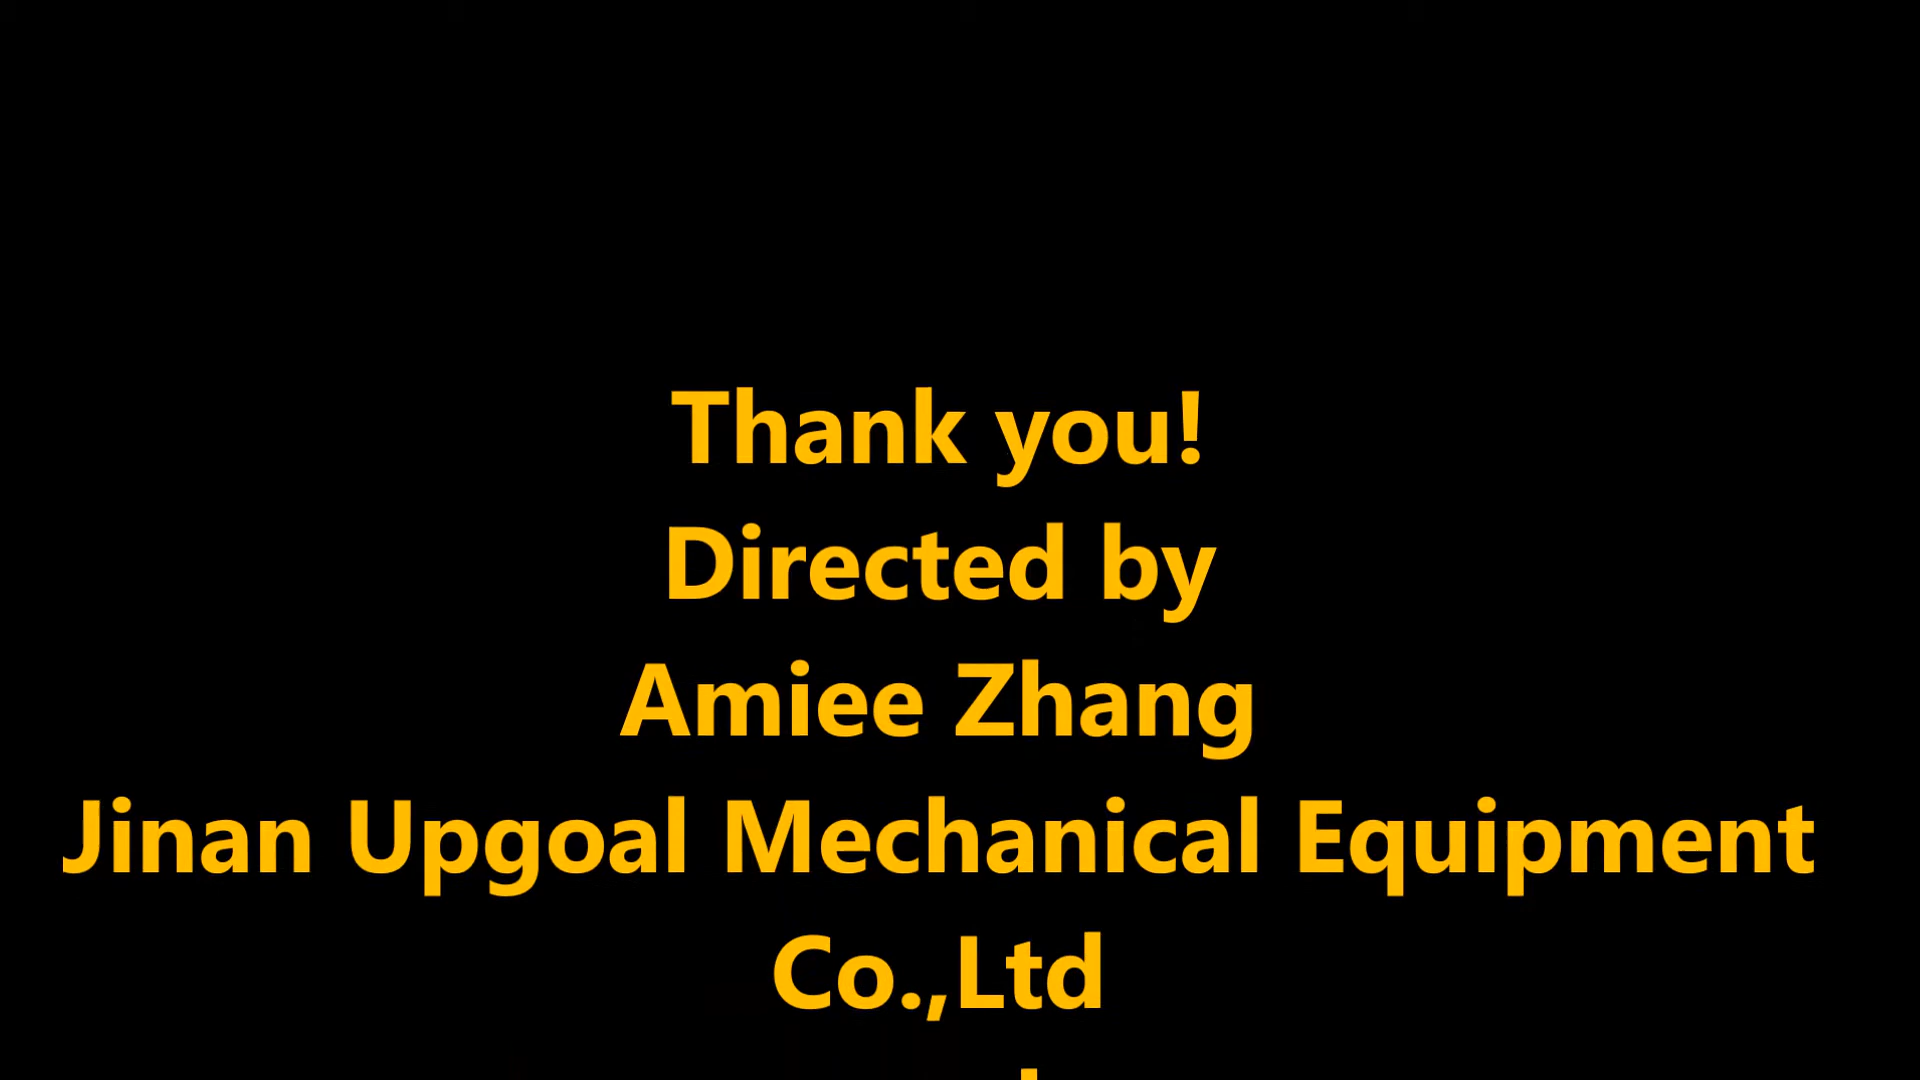 Thank you!
Directed by
Amiee Zhang
Jinan Upgoal Mechanical Equipment
Co.,Ltd